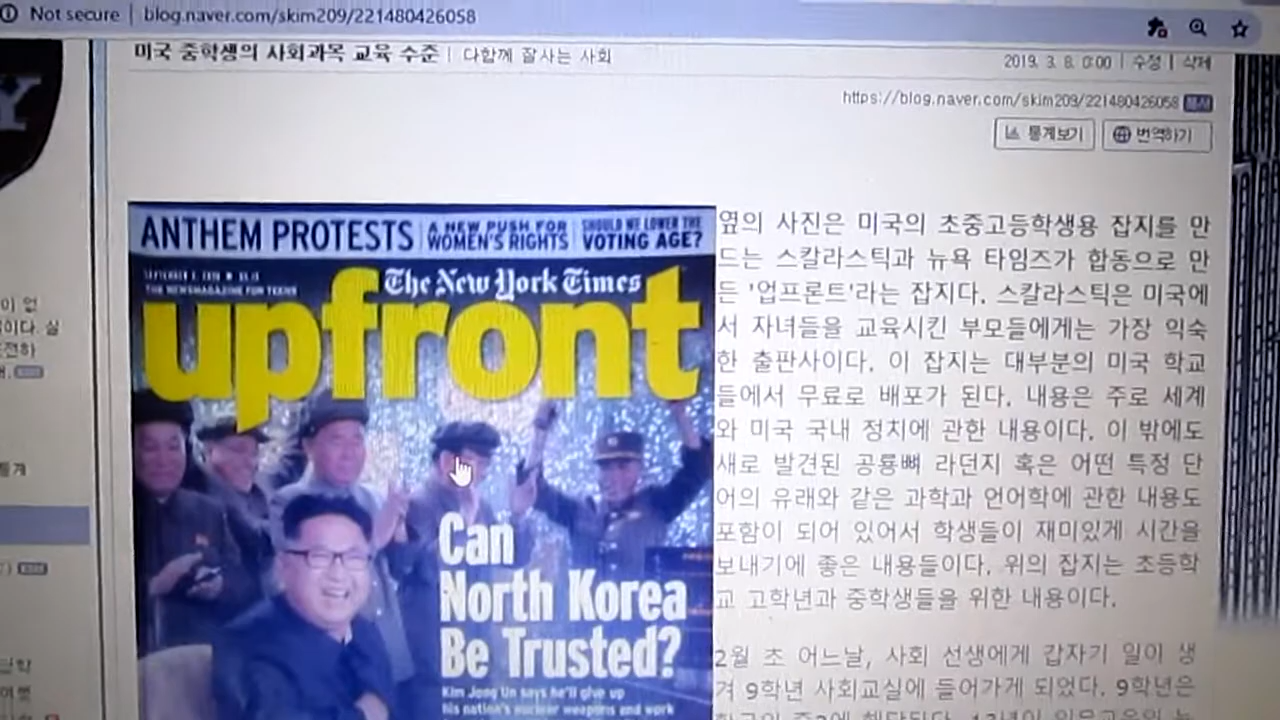 Not secure | blog.naver.com/skim209/221480426058
미국 중학생의 사회과목 교육 수준 | 다함께 잘사는 사회
2019. 3. 8. 0:00 | 수정 | 삭제
https://blog.naver.com/skim209/221480426058 복사
통계보기 번역하기
ANTHEM PROTESTS
A NEW PUSH FOR
WOMEN'S RIGHTS
SHOULD WE LOWER THE
VOTING AGE?
The New York Times
THE NEWSMAGAZINE FOR TEENS
upfront
Can
North Korea
Be Trusted?
Kim Jong Un says he'll give up
his nation's nuclear weapons and work
옆의 사진은 미국의 초중고등학생용 잡지를 만
드는 스칼라스틱과 뉴욕 타임즈가 합동으로 만
든 '업프론트'라는 잡지다. 스칼라스틱은 미국에
서 자녀들을 교육시킨 부모들에게는 가장 익숙
한 출판사이다. 이 잡지는 대부분의 미국 학교
들에서 무료로 배포가 된다. 내용은 주로 세계
와 미국 국내 정치에 관한 내용이다. 이 밖에도
새로 발견된 공룡뼈 라던지 혹은 어떤 특정 단
어의 유래와 같은 과학과 언어학에 관한 내용도
포함이 되어 있어서 학생들이 재미있게 시간을
보내기에 좋은 내용들이다. 위의 잡지는 초등학
교 고학년과 중학생들을 위한 내용이다.
2월 초 어느날, 사회 선생에게 갑자기 일이 생
겨 9학년 사회교실에 들어가게 되었다. 9학년은